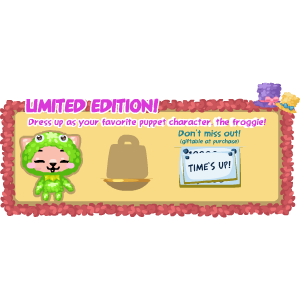 LIMITED EDITION!
Dress up as your favorite puppet character, the froggie!
Don't miss out!
(giftable at purchase)
TIME'S UP!